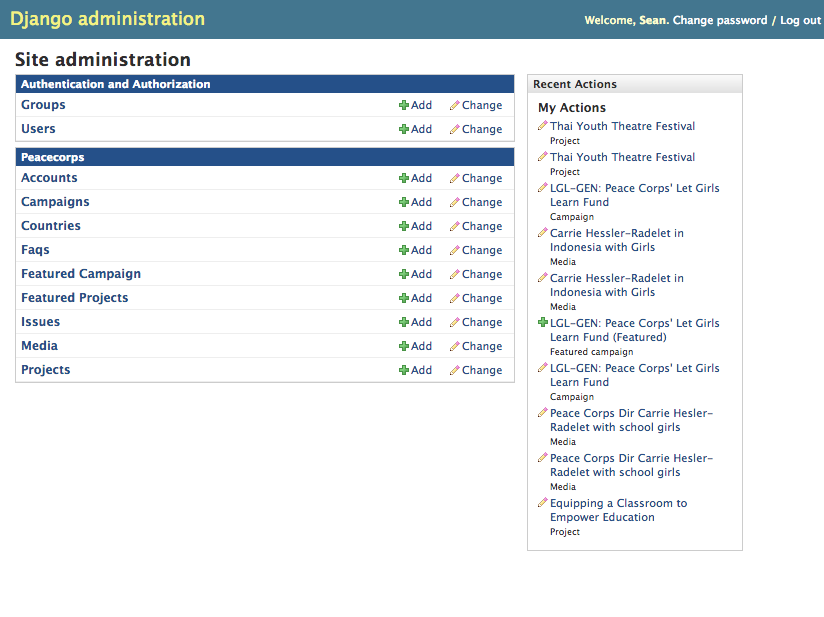 Django administration
Welcome, Sean. Change password / Log out
Site administration
Authentication and Authorization
Groups Add Change
Users Add Change
Peacecorps
Accounts Add Change
Campaigns Add Change
Countries Add Change
Faqs Add Change
Featured Campaign Add Change
Featured Projects Add Change
Issues Add Change
Media Add Change
Projects Add Change
Recent Actions
My Actions
Thai Youth Theatre Festival
Project
Thai Youth Theatre Festival
Project
LGL-GEN: Peace Corps' Let Girls
Learn Fund
Campaign
Carrie Hessler-Radelet in
Indonesia with Girls
Media
Carrie Hessler-Radelet in
Indonesia with Girls
Media
LGL-GEN: Peace Corps' Let Girls
Learn Fund (Featured)
Featured campaign
LGL-GEN: Peace Corps' Let Girls
Learn Fund
Campaign
Peace Corps Dir Carrie Hesler-
Radelet with school girls
Media
Peace Corps Dir Carrie Hesler-
Radelet with school girls
Media
Equipping a Classroom to
Empower Education
Project